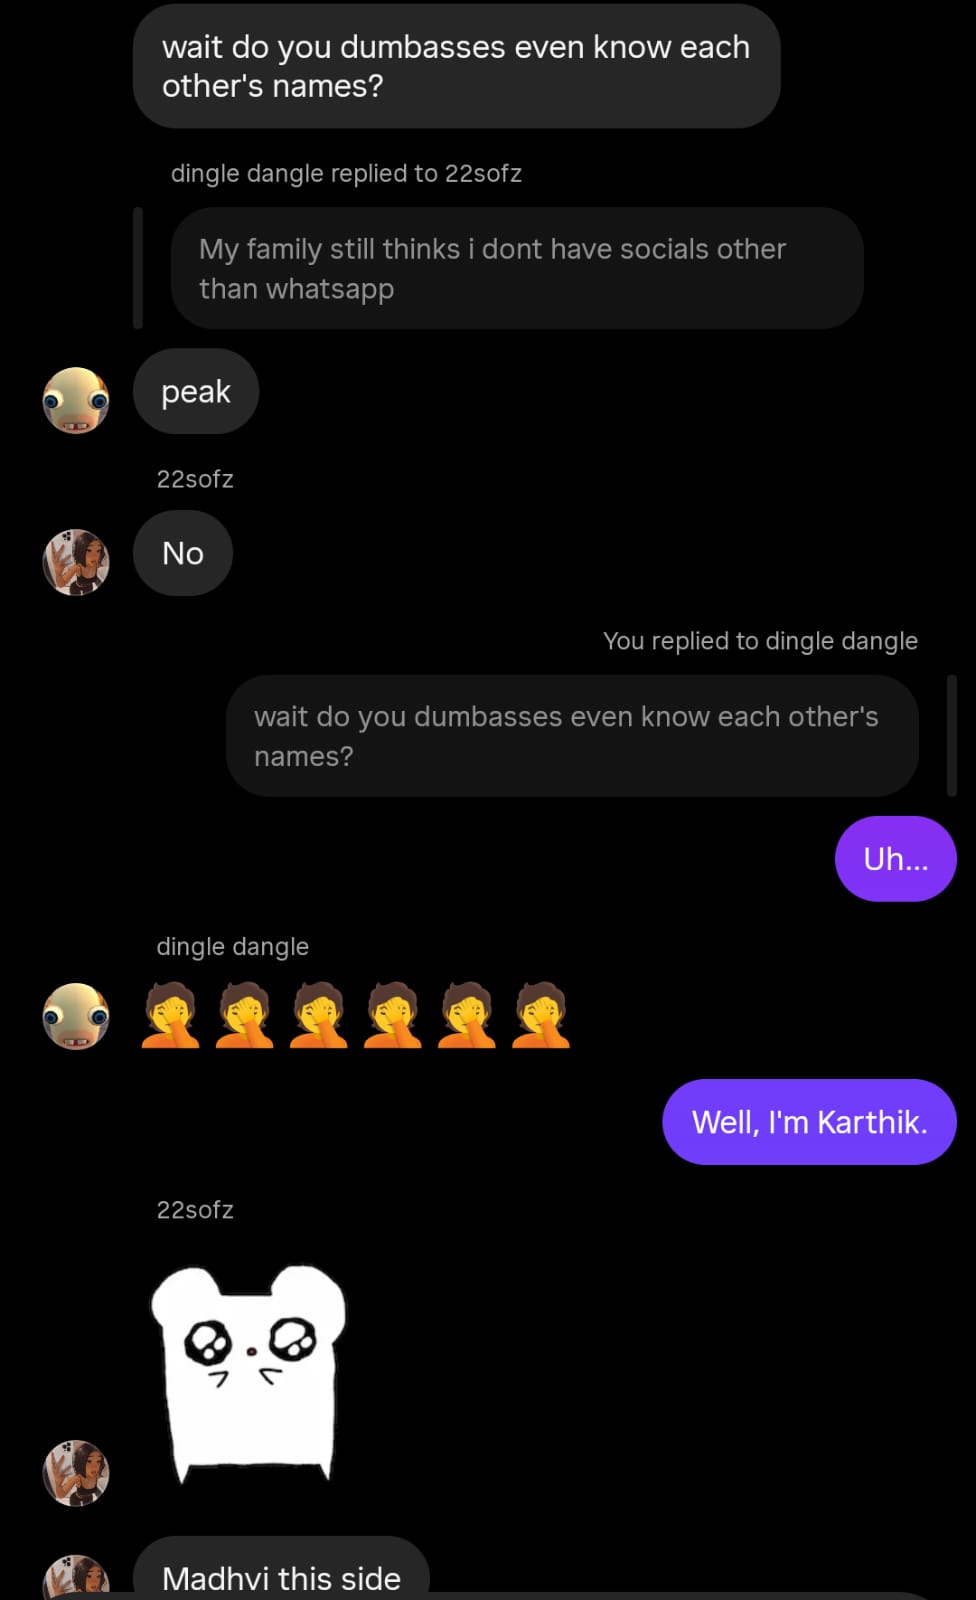 wait do you dumbasses even know each
other's names?
dingle dangle replied to 22sofz
My family still thinks i dont have socials other
than whatsapp
peak
22sofz
No
You replied to dingle dangle
wait do you dumbasses even know each other's
names?
Uh...
dingle dangle
🤦🤦🤦🤦🤦🤦
Well, I'm Karthik.
22sofz
Madhvi this side